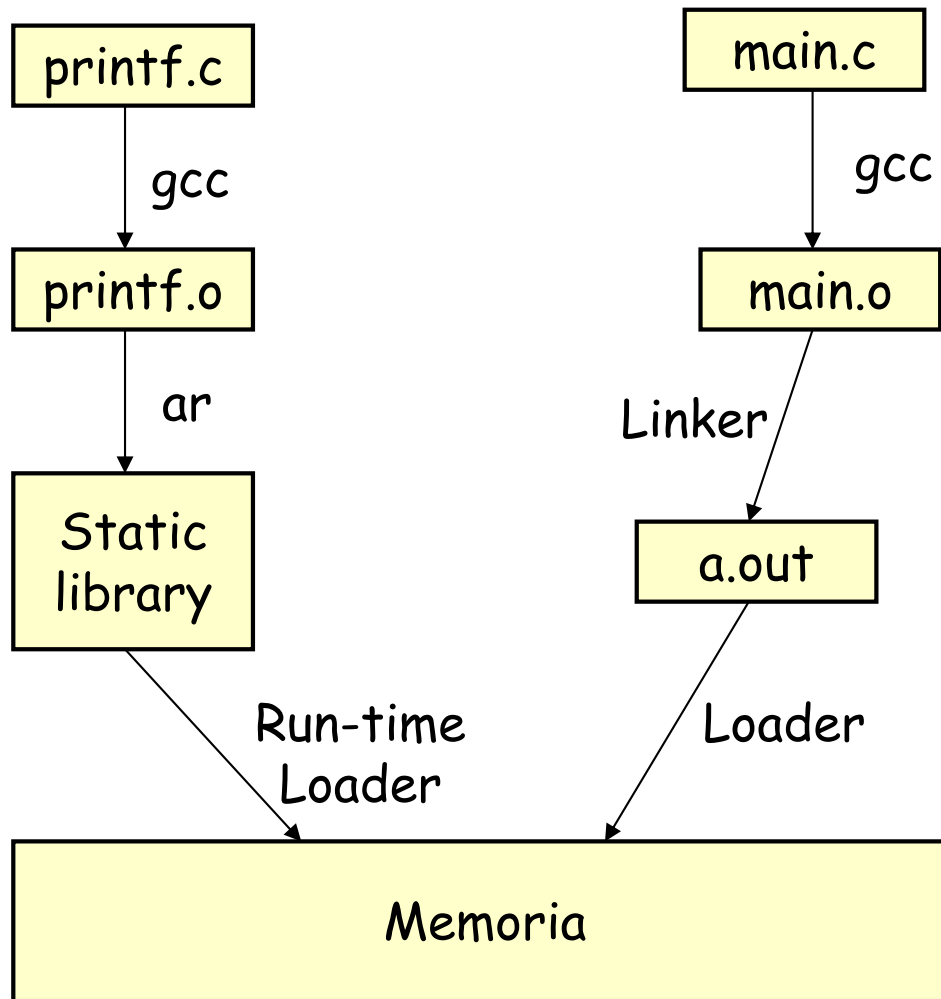 printf.c
main.c
gcc
gcc
printf.o
main.o
ar
Linker
Static
library
a.out
Run-time
Loader
Loader
Memoria